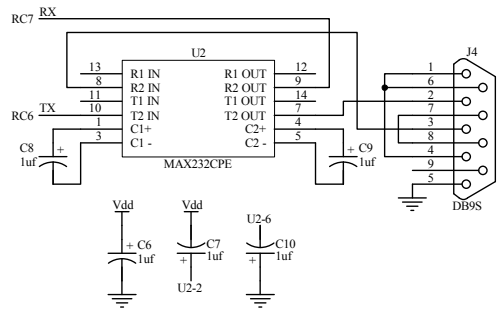 RC7 RX
J4
U2
13 R1 IN R1 OUT 12
8 R2 IN R2 OUT 9
11 T1 IN T1 OUT 14
RC6 TX 10 T2 IN T2 OUT 7
1 C1+ C2+ 4
3 C1 - C2 - 5
MAX232CPE
C8 1uf +
+ C9 1uf
1
6
2
7
3
8
4
9
5
DB9S
Vdd
Vdd
U2-6
+ C6
1uf
C7
1uf
+
C10
1uf
+
U2-2